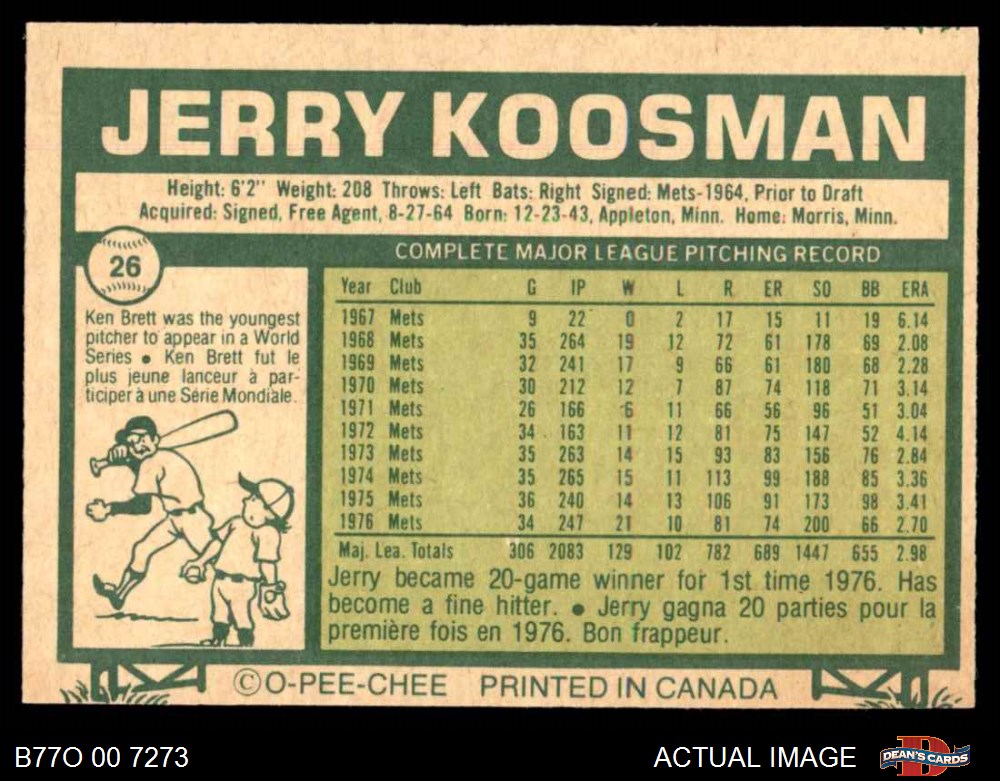 JERRY KOOSMAN
Height: 6'2" Weight: 208 Throws: Left Bats: Right Signed: Mets-1964, Prior to Draft
Acquired: Signed, Free Agent, 8-27-64 Born: 12-23-43, Appleton, Minn. Home: Morris, Minn.
26
Ken Brett was the youngest
pitcher to appear in a World
Series ● Ken Brett fut le
plus jeune lanceur à par-
ticiper à une Série Mondiale.
COMPLETE MAJOR LEAGUE PITCHING RECORD
Year Club G IP W L R ER SO BB ERA
1967 Mets 9 22 0 2 17 15 11 19 6.14
1968 Mets 35 264 19 12 72 61 178 69 2.08
1969 Mets 32 241 17 9 66 61 180 68 2.28
1970 Mets 30 212 12 7 87 74 118 71 3.14
1971 Mets 26 166 6 11 66 56 96 51 3.04
1972 Mets 34 163 11 12 81 75 147 52 4.14
1973 Mets 35 263 14 15 93 83 156 76 2.84
1974 Mets 35 265 15 11 113 99 188 85 3.36
1975 Mets 36 240 14 13 106 91 173 98 3.41
1976 Mets 34 247 21 10 81 74 200 66 2.70
Maj. Lea. Totals 306 2083 129 102 782 689 1447 655 2.98
Jerry became 20-game winner for 1st time 1976. Has
become a fine hitter. ● Jerry gagna 20 parties pour la
première fois en 1976. Bon frappeur.
©O-PEE-CHEE PRINTED IN CANADA
B77O 00 7273
ACTUAL IMAGE
DEAN'S CARDS